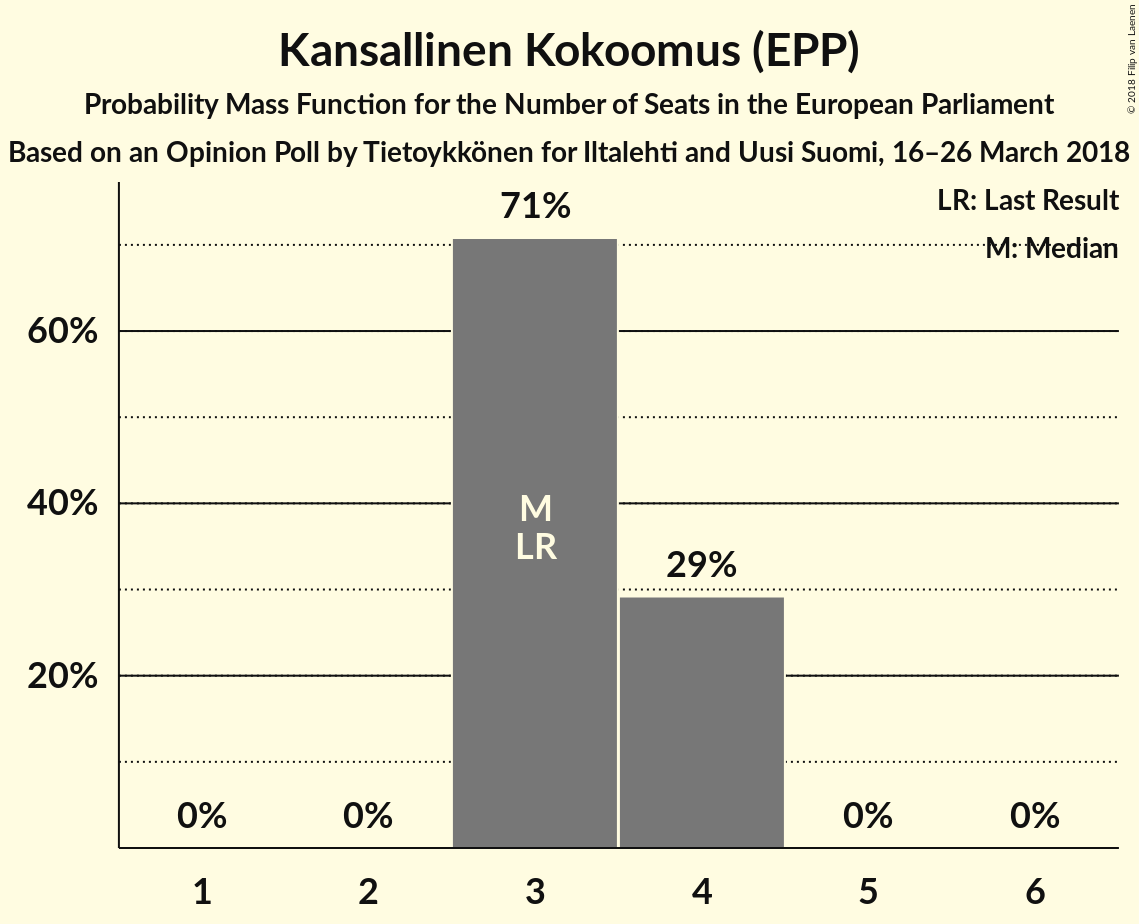 Kansallinen Kokoomus (EPP)
Probability Mass Function for the Number of Seats in the European Parliament
Based on an Opinion Poll by Tietoykkönen for Iltalehti and Uusi Suomi, 16–26 March 2018
© 2018 Filip van Laenen
LR: Last Result
M: Median
71%
60%
40%
M
LR
29%
20%
0%
0%
0%
0%
1
2
3
4
5
6